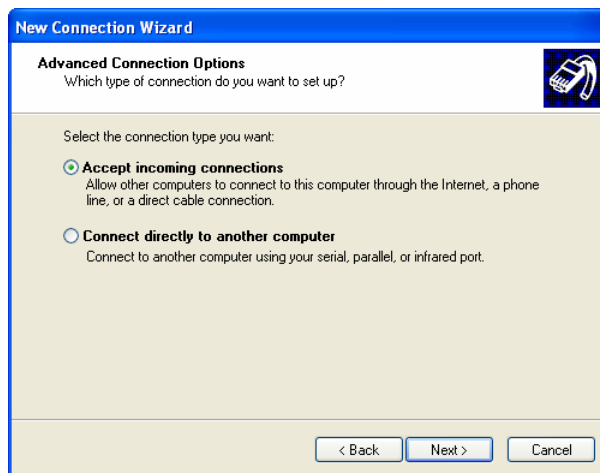 New Connection Wizard
Advanced Connection Options
Which type of connection do you want to set up?
Select the connection type you want:
Accept incoming connections
Allow other computers to connect to this computer through the Internet, a phone
line, or a direct cable connection.
Connect directly to another computer
Connect to another computer using your serial, parallel, or infrared port.
< Back Next > Cancel